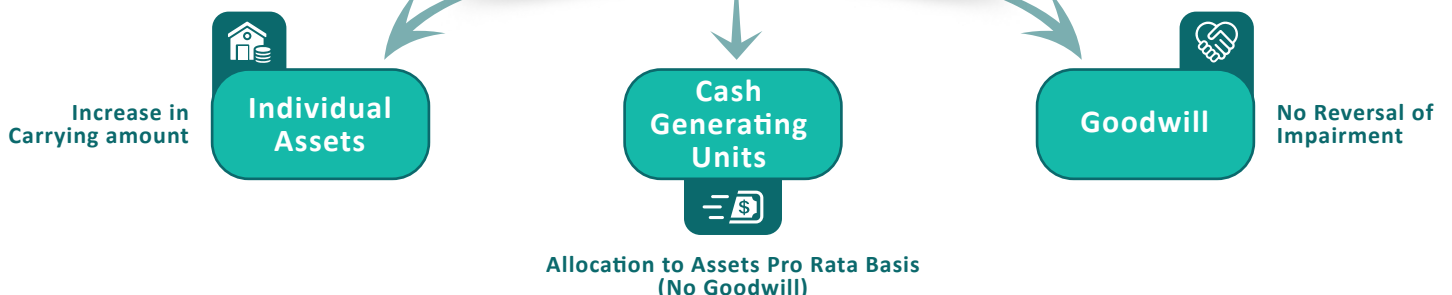 Increase in
Carrying amount
Individual
Assets
Cash
Generating
Units
$
Allocation to Assets Pro Rata Basis
(No Goodwill)
Goodwill
No Reversal of
Impairment